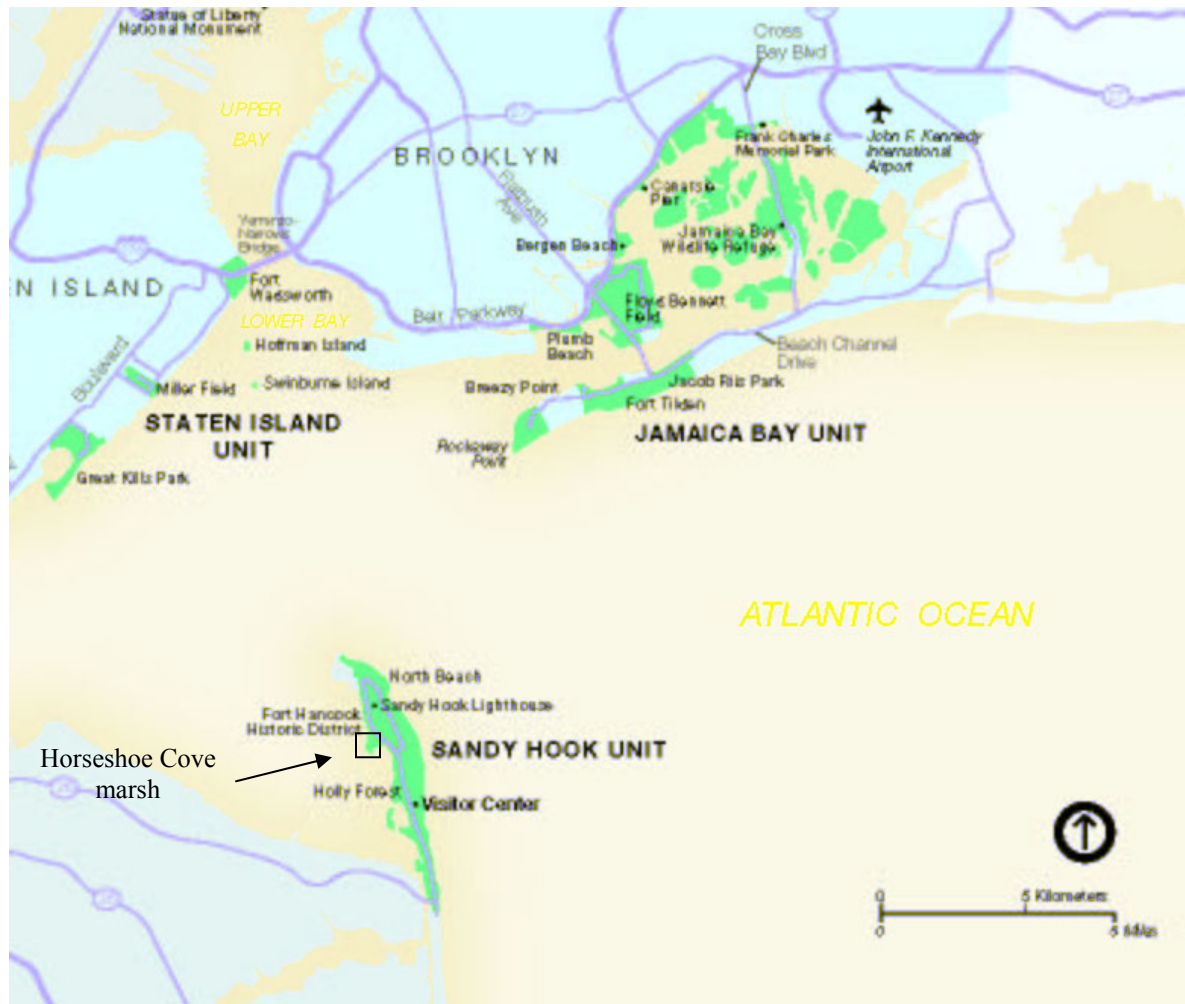 Statue of Liberty
National Monument
Cross
Bay Blvd
UPPER
BAY
BROOKLYN
Frank Charles
Memorial Park
John F. Kennedy
International
Airport
Flatbush
Ave
Canarsie
Pier
Verrazano-
Narrows
Bridge
Bergen Beach
Jamaica Bay
Wildlife Refuge
EN ISLAND
Fort
Wadsworth
LOWER BAY
Belt Parkway
Floyd Bennett
Field
Hoffman Island
Plumb
Beach
Beach Channel
Drive
Boulevard
Miller Field
Swinburne Island
Breezy Point
Jacob Riis Park
Fort Tilden
STATEN ISLAND
UNIT
JAMAICA BAY UNIT
Rockaway
Point
Great Kills Park
ATLANTIC OCEAN
North Beach
Sandy Hook Lighthouse
Fort Hancock
Historic District
SANDY HOOK UNIT
Horseshoe Cove
marsh
Holly Forest
Visitor Center
0 5 Kilometers
0 5 Miles